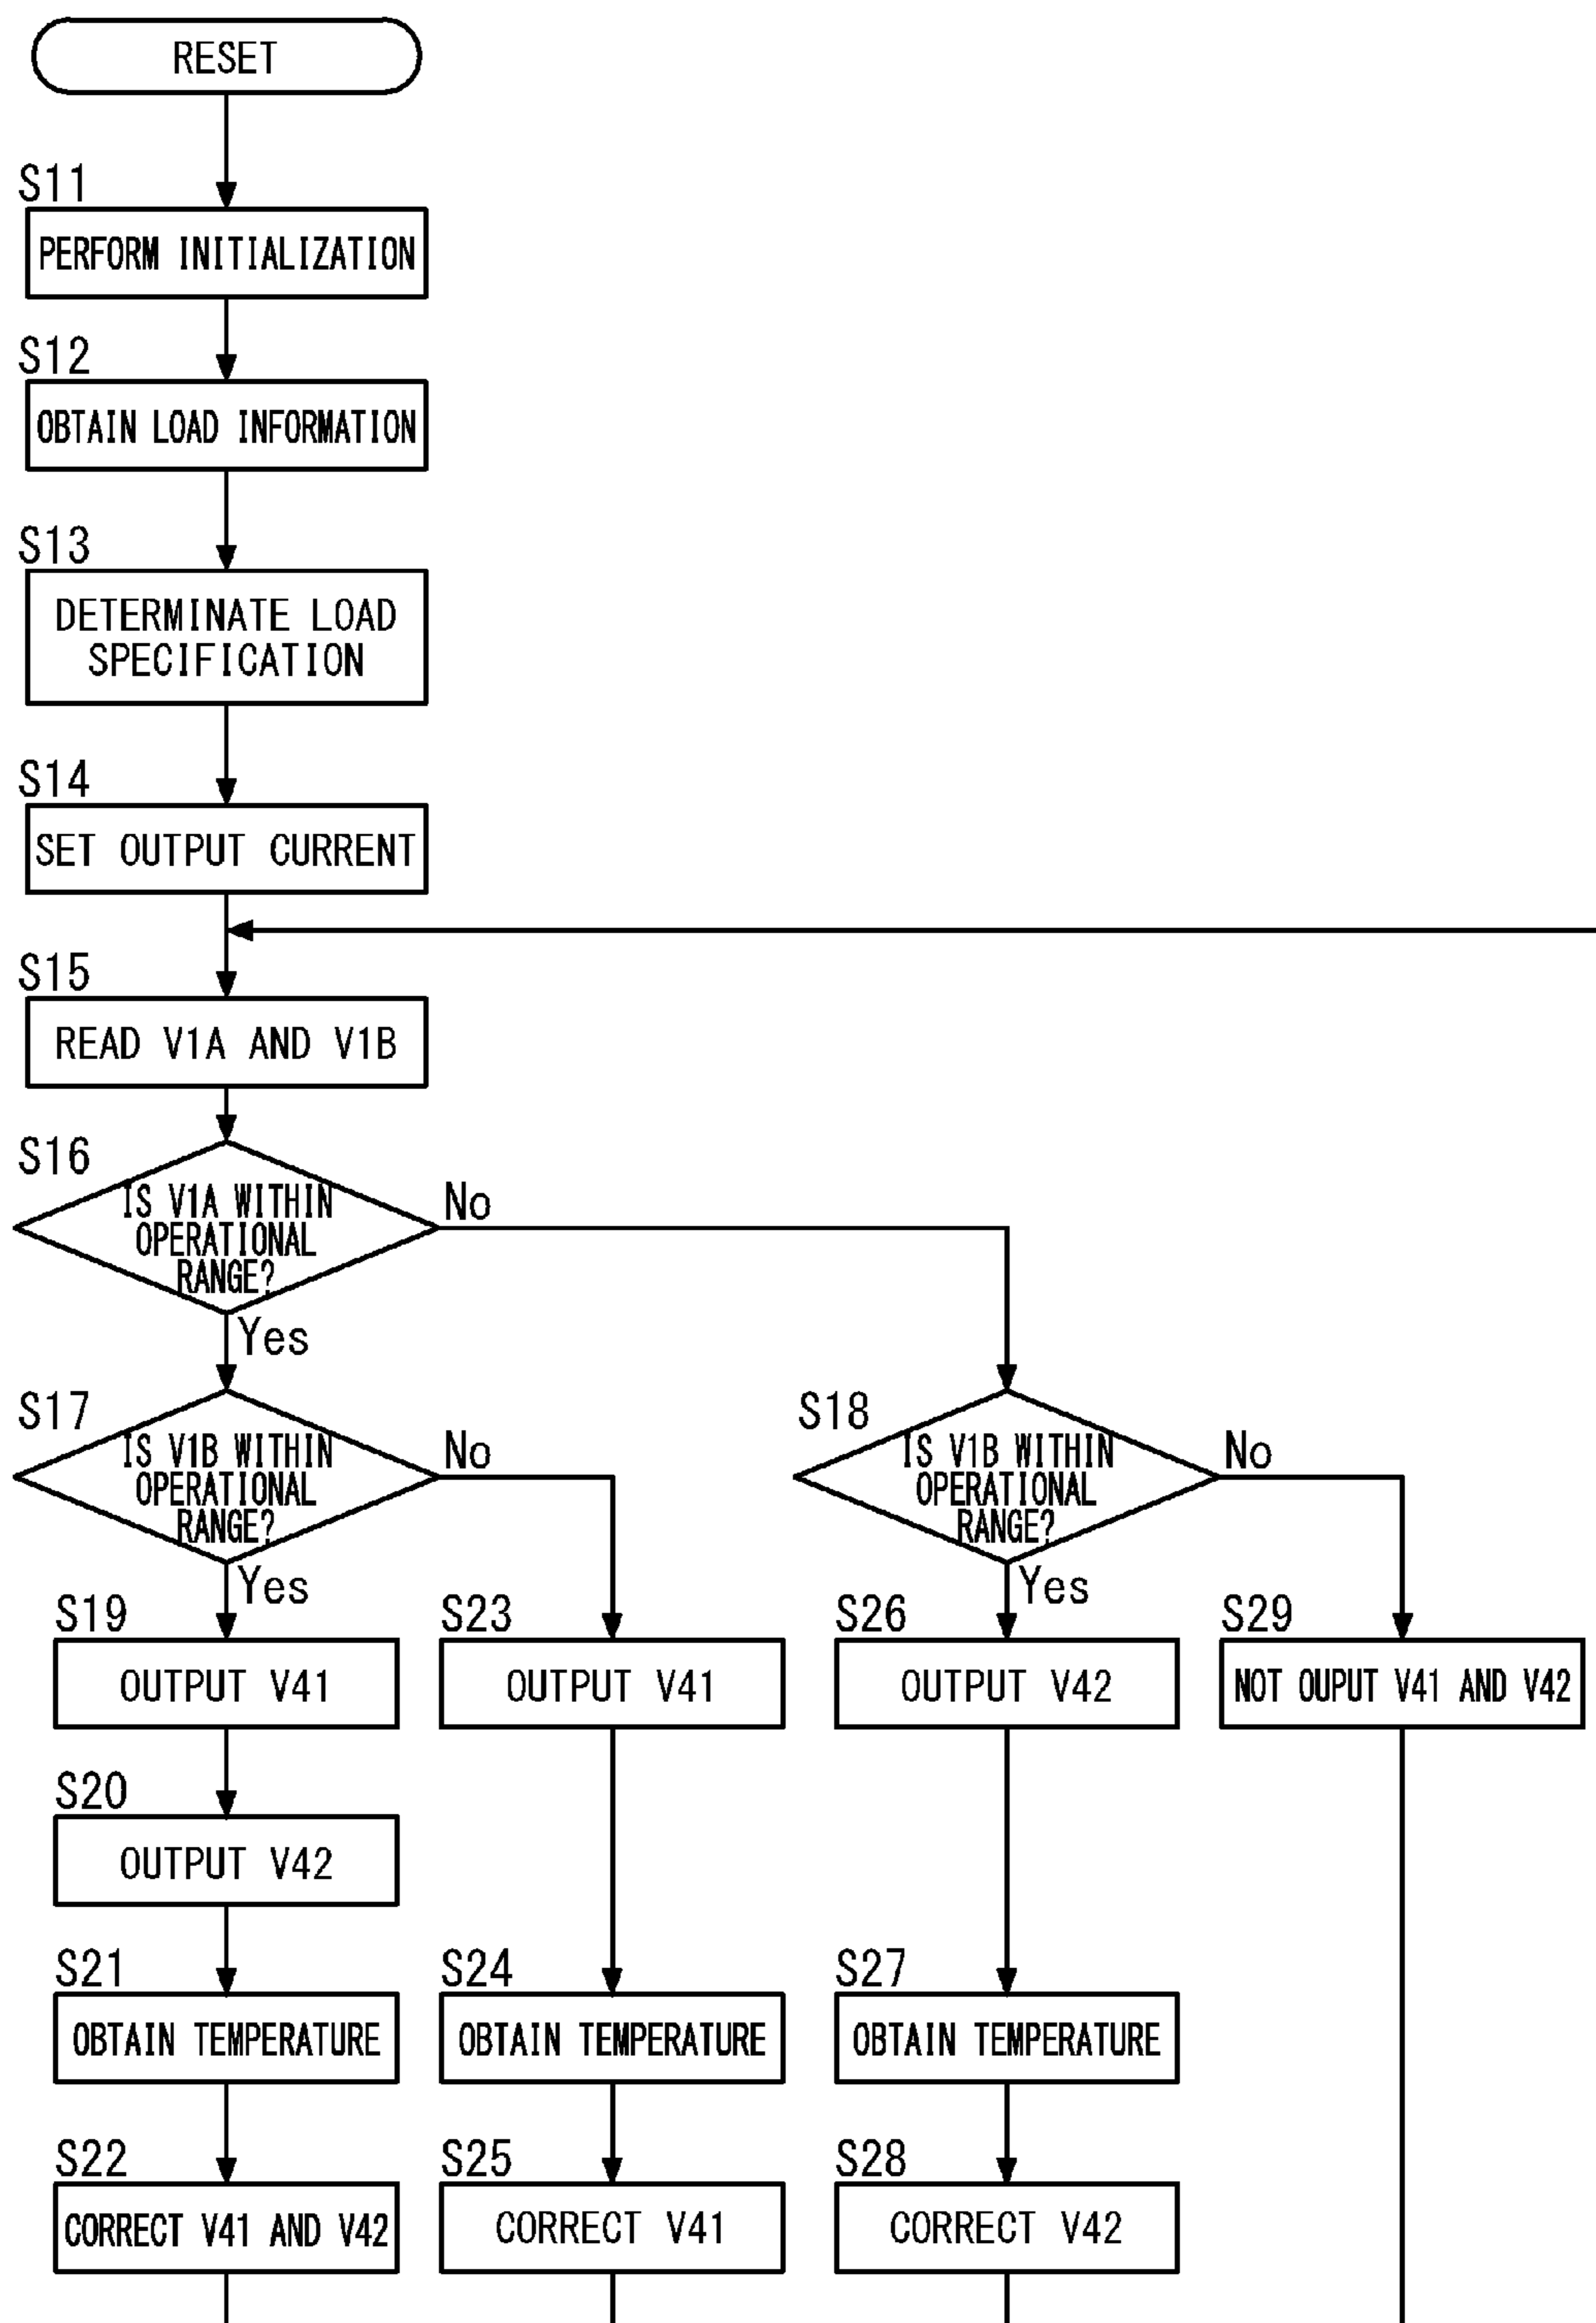 RESET
S11
PERFORM INITIALIZATION
S12
OBTAIN LOAD INFORMATION
S13
DETERMINATE LOAD
SPECIFICATION
S14
SET OUTPUT CURRENT
S15
READ V1A AND V1B
S16
IS V1A WITHIN
OPERATIONAL
RANGE?
No
Yes
S17
IS V1B WITHIN
OPERATIONAL
RANGE?
No
Yes
S18
IS V1B WITHIN
OPERATIONAL
RANGE?
No
Yes
S19
OUTPUT V41
S20
OUTPUT V42
S21
OBTAIN TEMPERATURE
S22
CORRECT V41 AND V42
S23
OUTPUT V41
S24
OBTAIN TEMPERATURE
S25
CORRECT V41
S26
OUTPUT V42
S27
OBTAIN TEMPERATURE
S28
CORRECT V42
S29
NOT OUPUT V41 AND V42